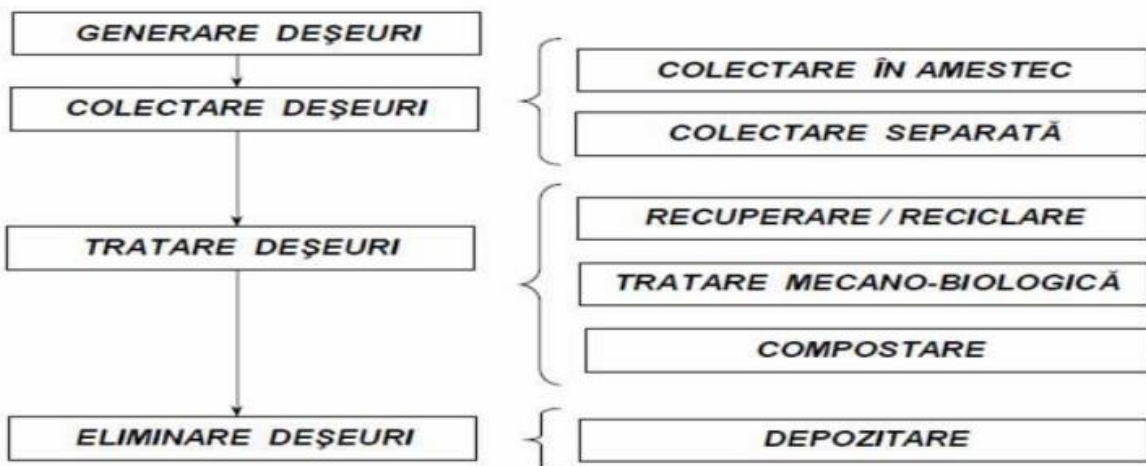 GENERARE DEŞEURI
COLECTARE DEŞEURI
COLECTARE ÎN AMESTEC
COLECTARE SEPARATĂ
TRATARE DEŞEURI
RECUPERARE / RECICLARE
TRATARE MECANO-BIOLOGICĂ
COMPOSTARE
ELIMINARE DEŞEURI
DEPOZITARE